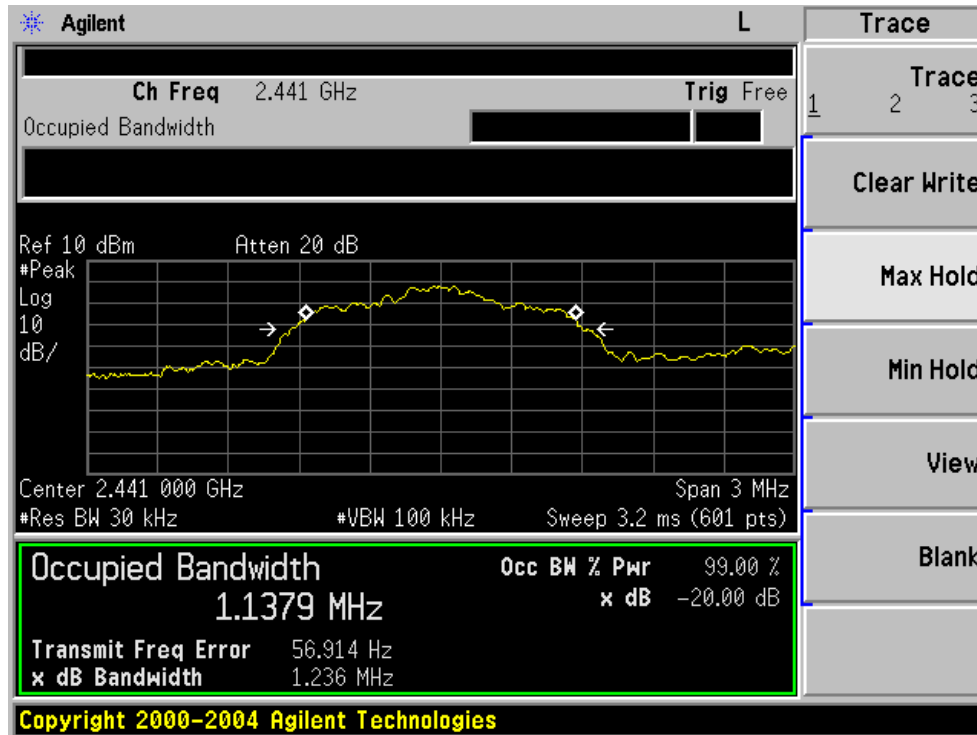 Agilent L
Trace
Ch Freq 2.441 GHz Trig Free
Occupied Bandwidth
Trace
1 2 3
Clear Write
Max Hold
Min Hold
View
Blank
Ref 10 dBm Atten 20 dB
#Peak
Log
10
dB/
Center 2.441 000 GHz Span 3 MHz
#Res BW 30 kHz #VBW 100 kHz Sweep 3.2 ms (601 pts)
Occupied Bandwidth Occ BW % Pwr 99.00 %
1.1379 MHz x dB -20.00 dB
Transmit Freq Error 56.914 Hz
x dB Bandwidth 1.236 MHz
Copyright 2000-2004 Agilent Technologies